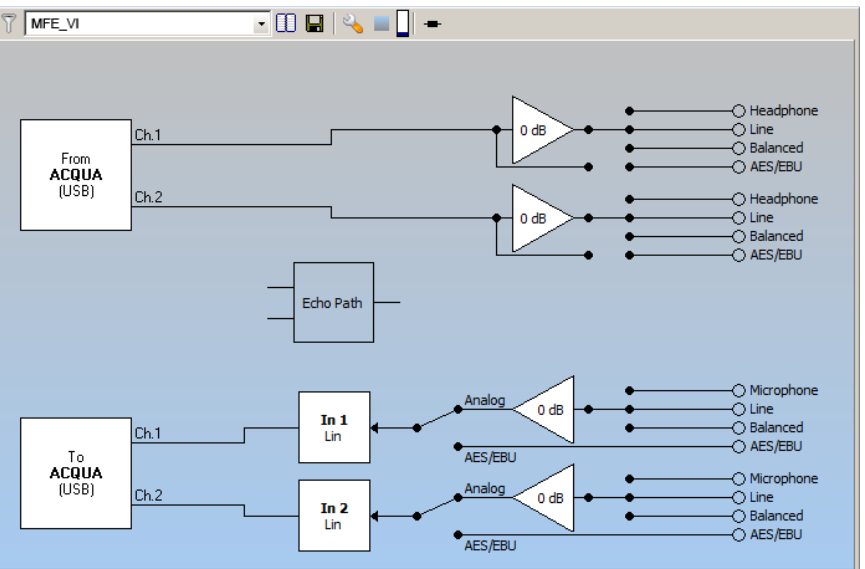 MFE_VI
Ch.1
0 dB
Headphone
Line
Balanced
AES/EBU
From
ACQUA
(USB)
Ch.2
0 dB
Headphone
Line
Balanced
AES/EBU
Echo Path
To
ACQUA
(USB)
Ch.1
In 1
Lin
Analog
0 dB
AES/EBU
Microphone
Line
Balanced
AES/EBU
Ch.2
In 2
Lin
Analog
0 dB
AES/EBU
Microphone
Line
Balanced
AES/EBU